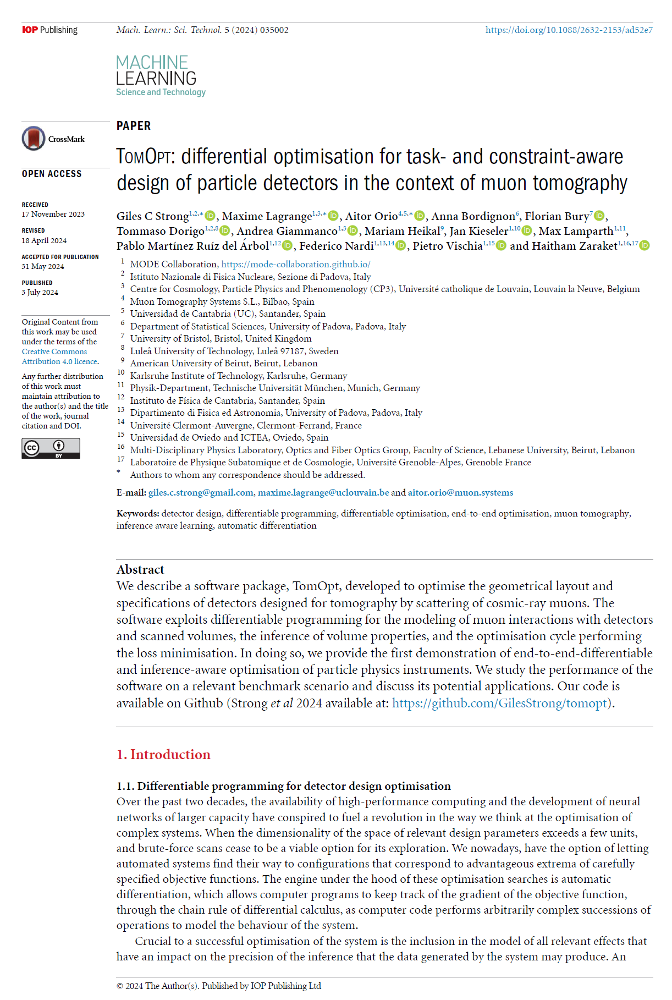 IOP Publishing
Mach. Learn.: Sci. Technol. 5 (2024) 035002
https://doi.org/10.1088/2632-2153/ad52e7
MACHINE
LEARNING
Science and Technology
CrossMark
OPEN ACCESS
RECEIVED
17 November 2023
REVISED
18 April 2024
ACCEPTED FOR PUBLICATION
31 May 2024
PUBLISHED
3 July 2024
Original Content from
this work may be used
under the terms of the
Creative Commons
Attribution 4.0 licence.
Any further distribution
of this work must
maintain attribution to
the author(s) and the title
of the work, journal
citation and DOI.
cc
BY
PAPER
TomOpt: differential optimisation for task- and constraint-aware
design of particle detectors in the context of muon tomography
Giles C Strong1,2,* iD, Maxime Lagrange1,3,* iD, Aitor Orio4,5,* iD, Anna Bordignon6, Florian Bury7 iD,
Tommaso Dorigo1,2,8 iD, Andrea Giammanco1,3 iD, Mariam Heikal9, Jan Kieseler1,10 iD, Max Lamparth1,11,
Pablo Martínez Ruíz del Árbol1,12 iD, Federico Nardi1,13,14 iD, Pietro Vischia1,15 iD and Haitham Zaraket1,16,17 iD
1 MODE Collaboration, https://mode-collaboration.github.io/
2 Istituto Nazionale di Fisica Nucleare, Sezione di Padova, Italy
3 Centre for Cosmology, Particle Physics and Phenomenology (CP3), Université catholique de Louvain, Louvain la Neuve, Belgium
4 Muon Tomography Systems S.L., Bilbao, Spain
5 Universidad de Cantabria (UC), Santander, Spain
6 Department of Statistical Sciences, University of Padova, Padova, Italy
7 University of Bristol, Bristol, United Kingdom
8 Luleå University of Technology, Luleå 97187, Sweden
9 American University of Beirut, Beirut, Lebanon
10 Karlsruhe Institute of Technology, Karlsruhe, Germany
11 Physik-Department, Technische Universität München, Munich, Germany
12 Instituto de Física de Cantabria, Santander, Spain
13 Dipartimento di Fisica ed Astronomia, University of Padova, Padova, Italy
14 Université Clermont-Auvergne, Clermont-Ferrand, France
15 Universidad de Oviedo and ICTEA, Oviedo, Spain
16 Multi-Disciplinary Physics Laboratory, Optics and Fiber Optics Group, Faculty of Science, Lebanese University, Beirut, Lebanon
17 Laboratoire de Physique Subatomique et de Cosmologie, Université Grenoble-Alpes, Grenoble France
* Authors to whom any correspondence should be addressed.
E-mail: giles.c.strong@gmail.com, maxime.lagrange@uclouvain.be and aitor.orio@muon.systems
Keywords: detector design, differentiable programming, differentiable optimisation, end-to-end optimisation, muon tomography,
inference aware learning, automatic differentiation
Abstract
We describe a software package, TomOpt, developed to optimise the geometrical layout and
specifications of detectors designed for tomography by scattering of cosmic-ray muons. The
software exploits differentiable programming for the modeling of muon interactions with detectors
and scanned volumes, the inference of volume properties, and the optimisation cycle performing
the loss minimisation. In doing so, we provide the first demonstration of end-to-end-differentiable
and inference-aware optimisation of particle physics instruments. We study the performance of the
software on a relevant benchmark scenario and discuss its potential applications. Our code is
available on Github (Strong et al 2024 available at: https://github.com/GilesStrong/tomopt).
1. Introduction
1.1. Differentiable programming for detector design optimisation
Over the past two decades, the availability of high-performance computing and the development of neural
networks of larger capacity have conspired to fuel a revolution in the way we think at the optimisation of
complex systems. When the dimensionality of the space of relevant design parameters exceeds a few units,
and brute-force scans cease to be a viable option for its exploration. We nowadays, have the option of letting
automated systems find their way to configurations that correspond to advantageous extrema of carefully
specified objective functions. The engine under the hood of these optimisation searches is automatic
differentiation, which allows computer programs to keep track of the gradient of the objective function,
through the chain rule of differential calculus, as computer code performs arbitrarily complex successions of
operations to model the behaviour of the system.
Crucial to a successful optimisation of the system is the inclusion in the model of all relevant effects that
have an impact on the precision of the inference that the data generated by the system may produce. An
© 2024 The Author(s). Published by IOP Publishing Ltd